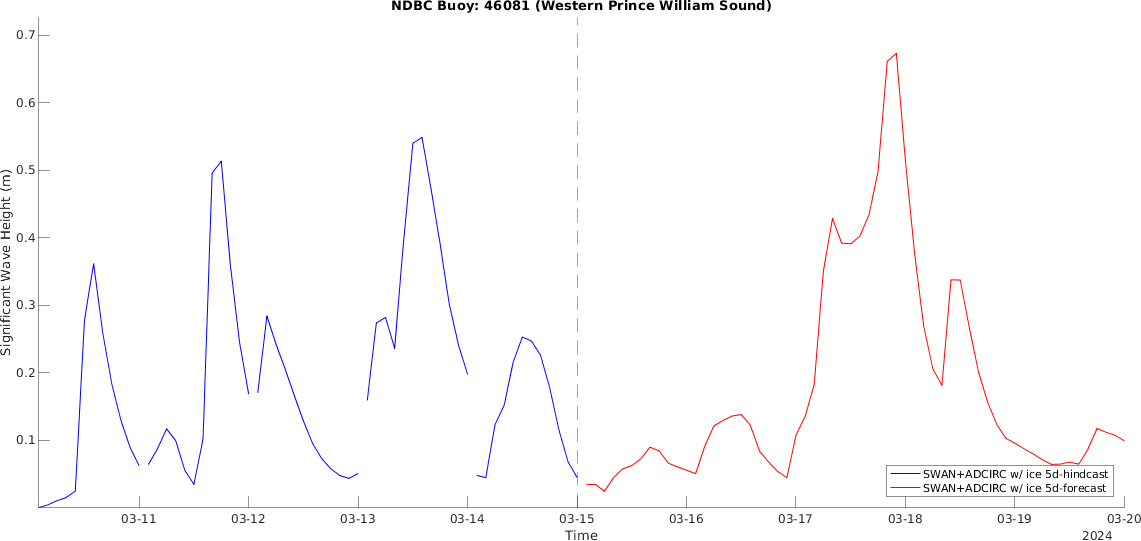 NDBC Buoy: 46081 (Western Prince William Sound)
0.7
0.6
0.5
0.4
0.3
0.2
0.1
Significant Wave Height (m)
SWAN+ADCIRC w/ ice 5d-hindcast
SWAN+ADCIRC w/ ice 5d-forecast
03-11 03-12 03-13 03-14 03-15 03-16 03-17 03-18 03-19 03-20
Time
2024